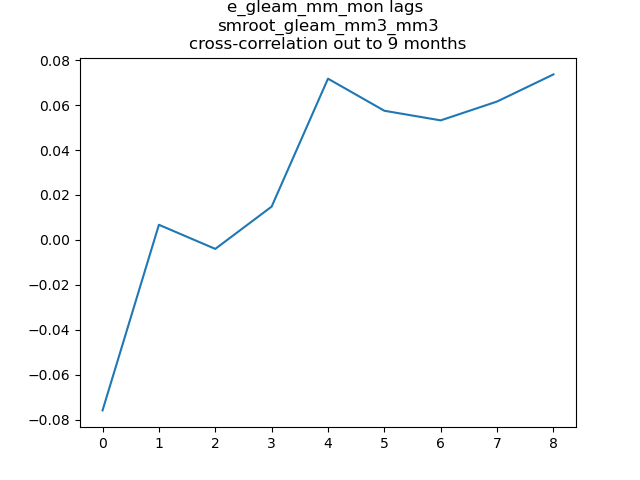 e_gleam_mm_mon lags
smroot_gleam_mm3_mm3
cross-correlation out to 9 months
0.08
0.06
0.04
0.02
0.00
−0.02
−0.04
−0.06
−0.08
0 1 2 3 4 5 6 7 8